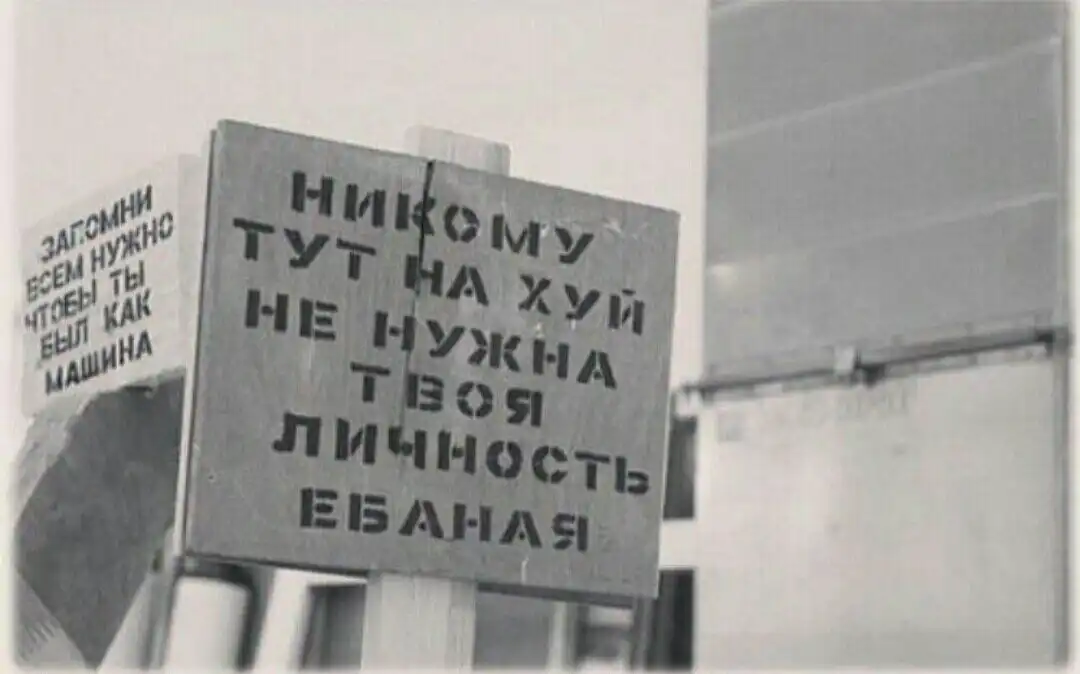 ЗАПОМНИ
ВСЕМ НУЖНО
ЧТОБЫ ТЫ
БЫЛ КАК
МАШИНА
НИКОМУ
ТУТ НА ХУЙ
НЕ НУЖНА
ТВОЯ
ЛИЧНОСТЬ
ЕБАНАЯ